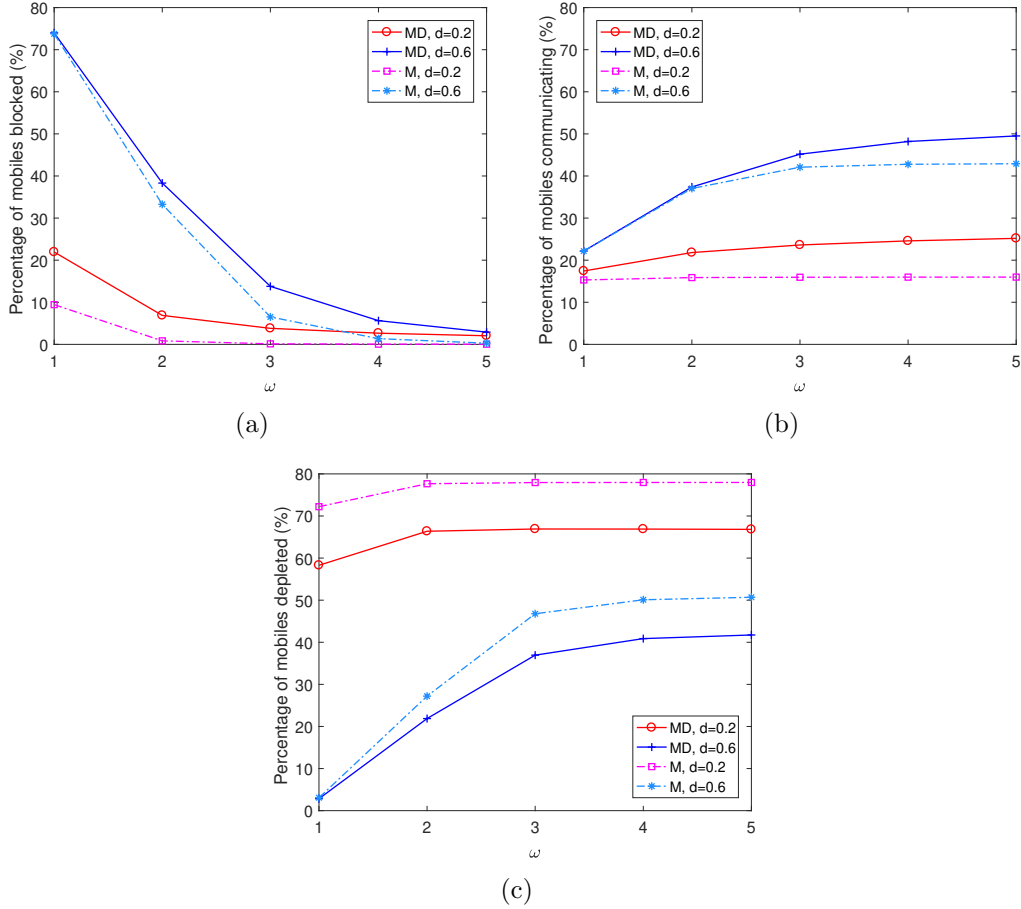 80
70
60
50
40
30
20
10
0
Percentage of mobiles blocked (%)
1 2 3 4 5
ω
MD, d=0.2
MD, d=0.6
M, d=0.2
M, d=0.6
(a)
80
70
60
50
40
30
20
10
0
Percentage of mobiles communicating (%)
1 2 3 4 5
ω
MD, d=0.2
MD, d=0.6
M, d=0.2
M, d=0.6
(b)
80
70
60
50
40
30
20
10
0
Percentage of mobiles depleted (%)
1 2 3 4 5
ω
MD, d=0.2
MD, d=0.6
M, d=0.2
M, d=0.6
(c)